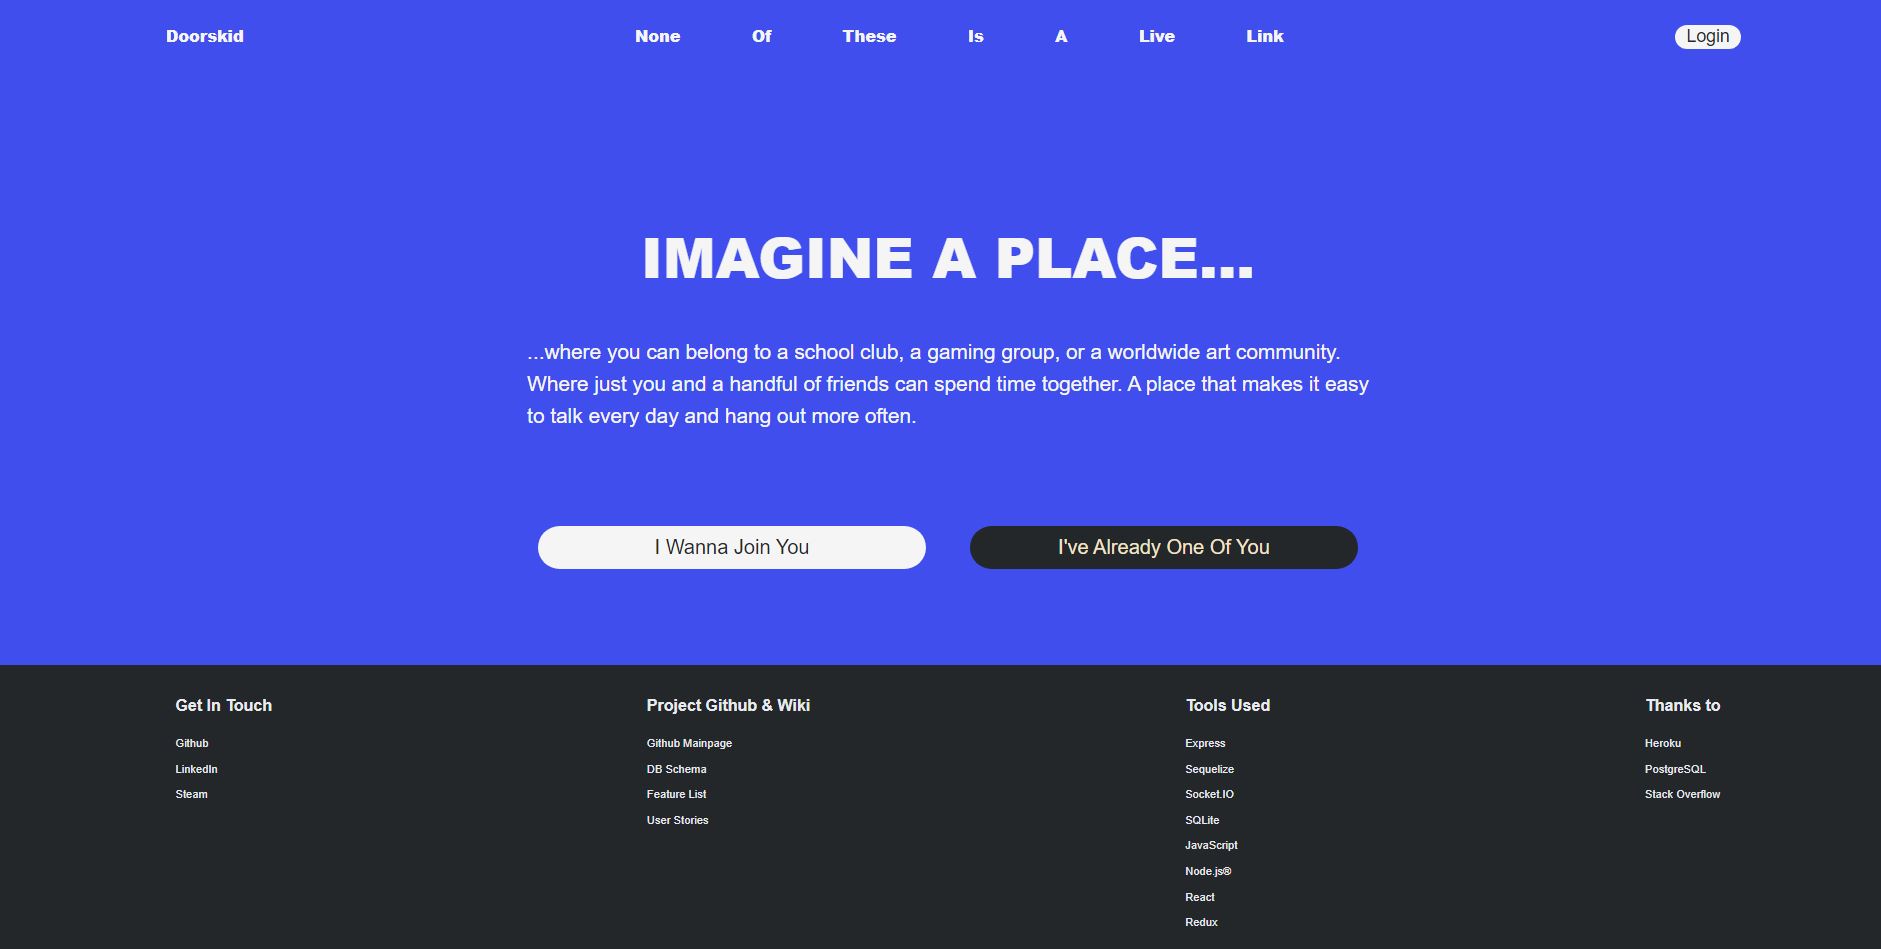 Doorskid None Of These Is A Live Link Login
IMAGINE A PLACE...
...where you can belong to a school club, a gaming group, or a worldwide art community.
Where just you and a handful of friends can spend time together. A place that makes it easy
to talk every day and hang out more often.
I Wanna Join You
I've Already One Of You
Get In Touch
Github
LinkedIn
Steam
Project Github & Wiki
Github Mainpage
DB Schema
Feature List
User Stories
Tools Used
Express
Sequelize
Socket.IO
SQLite
JavaScript
Node.js®
React
Redux
Thanks to
Heroku
PostgreSQL
Stack Overflow